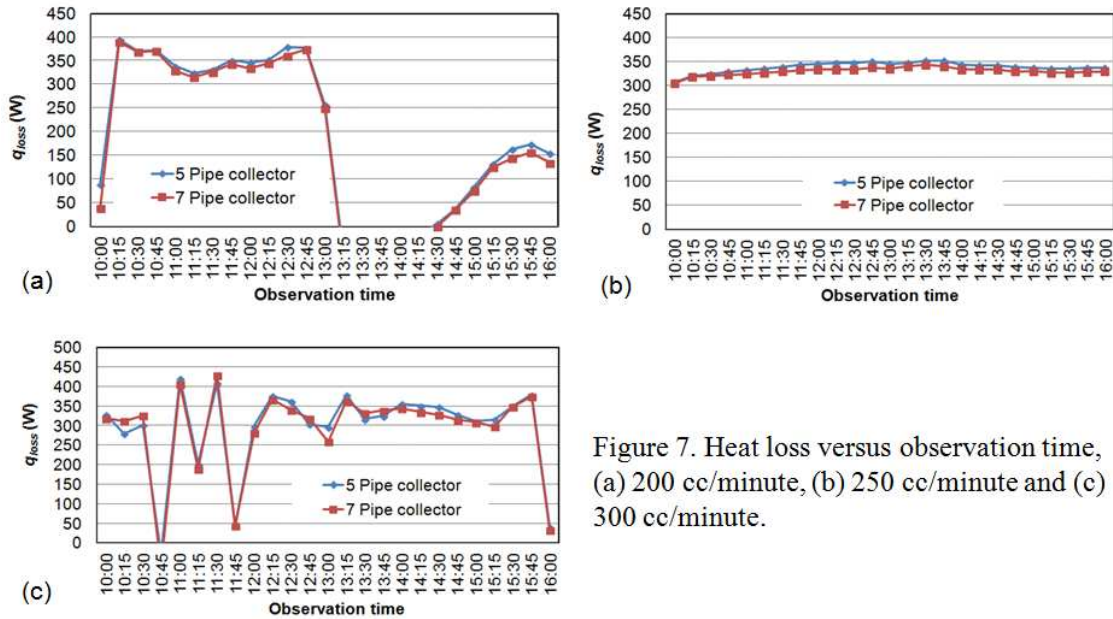 450
400
350
300
250
200
150
100
50
0
q_loss (W)
5 Pipe collector
7 Pipe collector
10:00 10:15 10:30 10:45 11:00 11:15 11:30 11:45 12:00 12:15 12:30 12:45 13:00 13:15 13:30 13:45 14:00 14:15 14:30 14:45 15:00 15:15 15:30 15:45 16:00
(a)
Observation time
450
400
350
300
250
200
150
100
50
0
q_loss (W)
5 Pipe collector
7 Pipe collector
10:00 10:15 10:30 10:45 11:00 11:15 11:30 11:45 12:00 12:15 12:30 12:45 13:00 13:15 13:30 13:45 14:00 14:15 14:30 14:45 15:00 15:15 15:30 15:45 16:00
(b)
Observation time
500
450
400
350
300
250
200
150
100
50
0
q_loss (W)
5 Pipe collector
7 Pipe collector
10:00 10:15 10:30 10:45 11:00 11:15 11:30 11:45 12:00 12:15 12:30 12:45 13:00 13:15 13:30 13:45 14:00 14:15 14:30 14:45 15:00 15:15 15:30 15:45 16:00
(c)
Observation time
Figure 7. Heat loss versus observation time,
(a) 200 cc/minute, (b) 250 cc/minute and (c)
300 cc/minute.